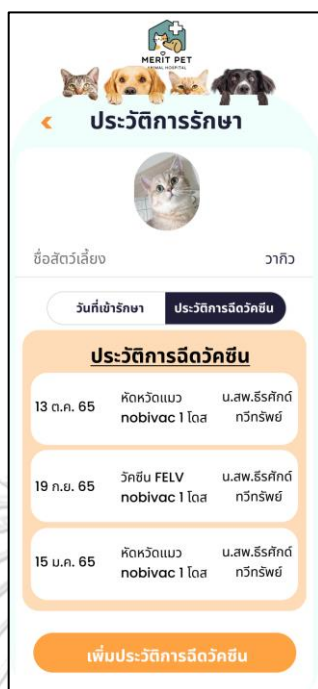 MERIT PET
ANIMAL HOSPITAL
ประวัติการรักษา
ชื่อสัตว์เลี้ยง วากิว
วันที่เข้ารักษา ประวัติการฉีดวัคซีน
ประวัติการฉีดวัคซีน
13 ต.ค. 65 หัดหวัดแมว น.สพ.ธีรศักด์
nobivac 1 โดส ทวีทรัพย์
19 ก.ย. 65 วัคซีน FELV น.สพ.ธีรศักด์
nobivac 1 โดส ทวีทรัพย์
15 ม.ค. 65 หัดหวัดแมว น.สพ.ธีรศักด์
nobivac 1 โดส ทวีทรัพย์
เพิ่มประวัติการฉีดวัคซีน